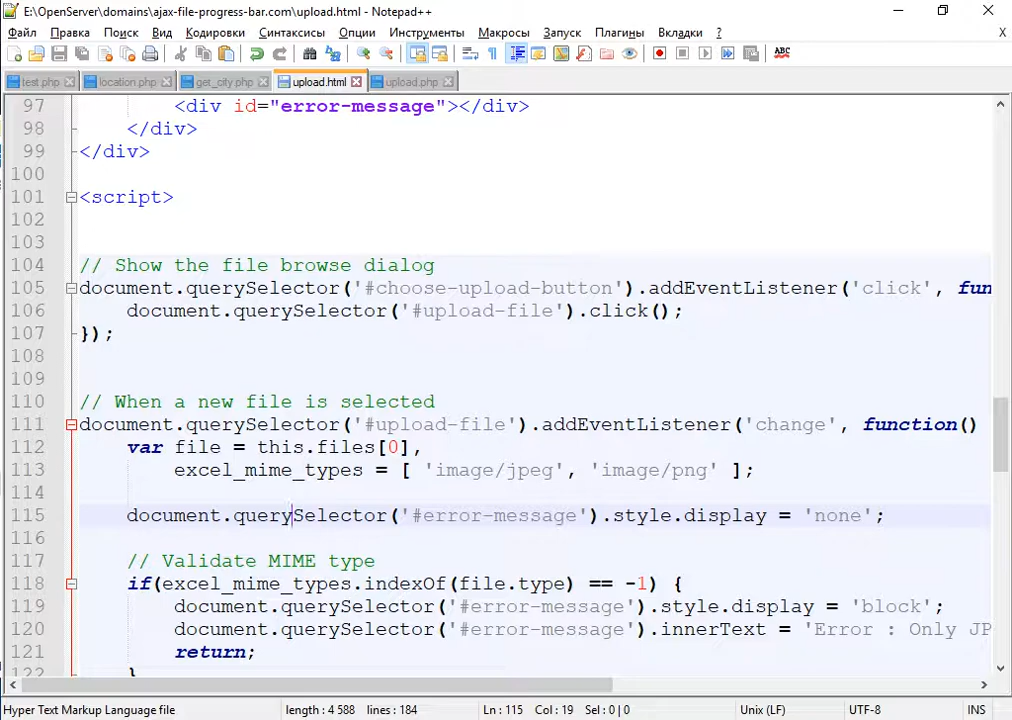 E:\OpenServer\domains\ajax-file-progress-bar.com\upload.html - Notepad++
Файл Правка Поиск Вид Кодировки Синтаксисы Опции Инструменты Макросы Запуск Плагины Вкладки ? X
test.php location.php get_city.php upload.html upload.php
97 <div id="error-message"></div>
98 </div>
99 </div>
100
101 <script>
102
103
104 // Show the file browse dialog
105 document.querySelector('#choose-upload-button').addEventListener('click', fun
106 document.querySelector('#upload-file').click();
107 });
108
109
110 // When a new file is selected
111 document.querySelector('#upload-file').addEventListener('change', function()
112 var file = this.files[0],
113 excel_mime_types = [ 'image/jpeg', 'image/png' ];
114
115 document.querySelector('#error-message').style.display = 'none';
116
117 // Validate MIME type
118 if(excel_mime_types.indexOf(file.type) == -1) {
119 document.querySelector('#error-message').style.display = 'block';
120 document.querySelector('#error-message').innerText = 'Error : Only JP
121 return;
122 }
Hyper Text Markup Language file length : 4 588 lines : 184 Ln : 115 Col : 19 Sel : 0 | 0 Unix (LF) UTF-8 INS